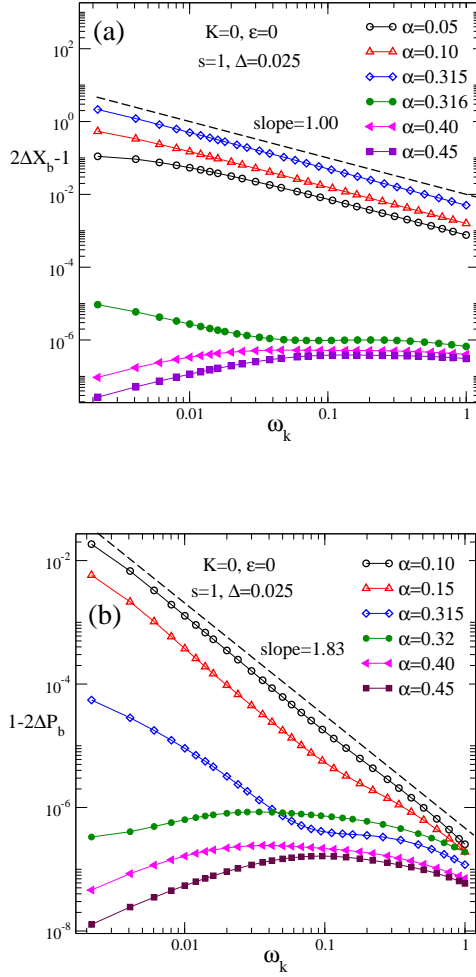 (a)
K=0, ε=0
s=1, Δ=0.025
α=0.05
α=0.10
α=0.315
α=0.316
α=0.40
α=0.45
slope=1.00
2ΔX_b-1
10^2
10^0
10^-2
10^-4
10^-6
0.01
0.1
1
ω_k
(b)
K=0, ε=0
s=1, Δ=0.025
α=0.10
α=0.15
α=0.315
α=0.32
α=0.40
α=0.45
slope=1.83
1-2ΔP_b
10^-2
10^-4
10^-6
10^-8
0.01
0.1
1
ω_k